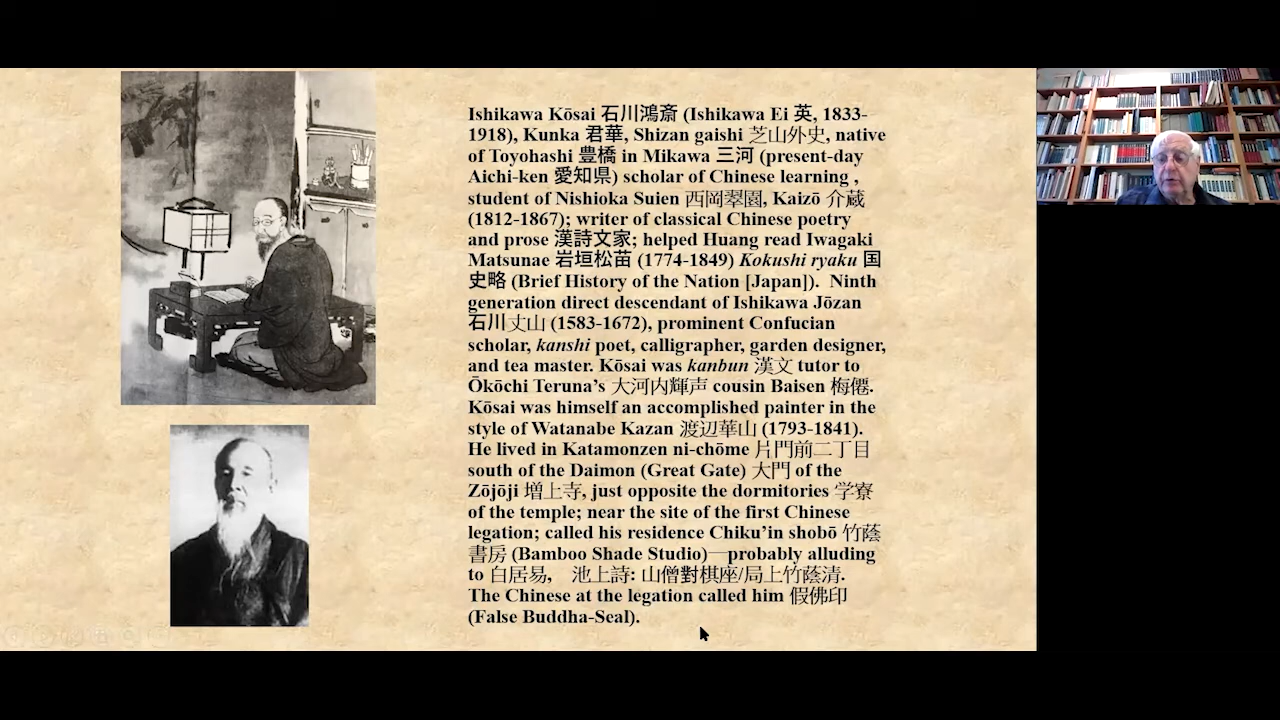 Ishikawa Kōsai 石川鴻斎 (Ishikawa Ei 英, 1833-
1918), Kunka 君華, Shizan gaishi 芝山外史, native
of Toyohashi 豊橋 in Mikawa 三河 (present-day
Aichi-ken 愛知県) scholar of Chinese learning ,
student of Nishioka Suien 西岡翠園, Kaizō 介蔵
(1812-1867); writer of classical Chinese poetry
and prose 漢詩文家; helped Huang read Iwagaki
Matsunae 岩垣松苗 (1774-1849) Kokushi ryaku 国
史略 (Brief History of the Nation [Japan]). Ninth
generation direct descendant of Ishikawa Jōzan
石川丈山 (1583-1672), prominent Confucian
scholar, kanshi poet, calligrapher, garden designer,
and tea master. Kōsai was kanbun 漢文 tutor to
Ōkōchi Teruna’s 大河内輝声 cousin Baisen 梅僊.
Kōsai was himself an accomplished painter in the
style of Watanabe Kazan 渡辺華山 (1793-1841).
He lived in Katamonzen ni-chōme 片門前二丁目
south of the Daimon (Great Gate) 大門 of the
Zōjōji 増上寺, just opposite the dormitories 学寮
of the temple; near the site of the first Chinese
legation; called his residence Chiku’in shobō 竹蔭
書房 (Bamboo Shade Studio)—probably alluding
to 白居易, 池上詩: 山僧對棋座/局上竹蔭清.
The Chinese at the legation called him 假佛印
(False Buddha-Seal).